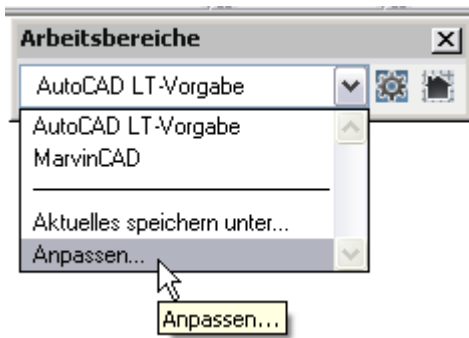 Arbeitsbereiche
AutoCAD LT-Vorgabe
AutoCAD LT-Vorgabe
MarvinCAD
Aktuelles speichern unter...
Anpassen...
Anpassen...